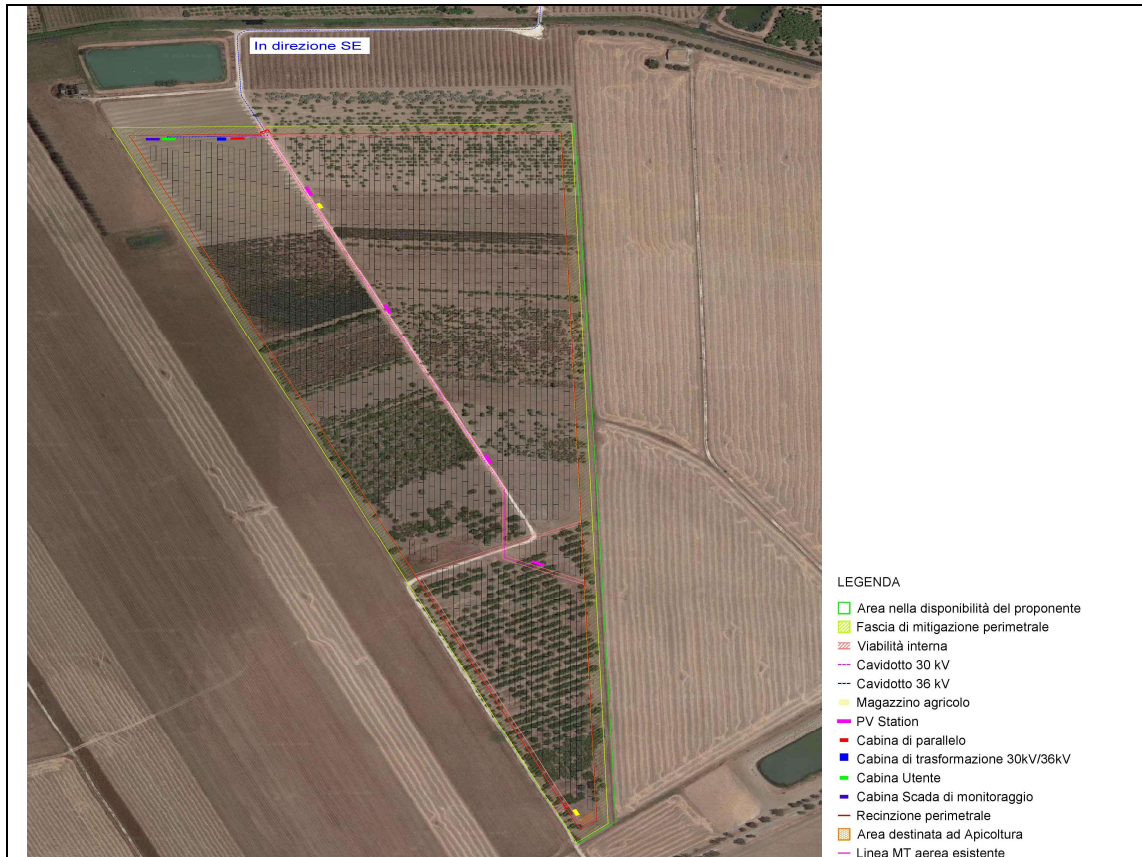 In direzione SE
LEGENDA
Area nella disponibilità del proponente
Fascia di mitigazione perimetrale
Viabilità interna
Cavidotto 30 kV
Cavidotto 36 kV
Magazzino agricolo
PV Station
Cabina di parallelo
Cabina di trasformazione 30kV/36kV
Cabina Utente
Cabina Scada di monitoraggio
Recinzione perimetrale
Area destinata ad Apicoltura
Linea MT aerea esistente